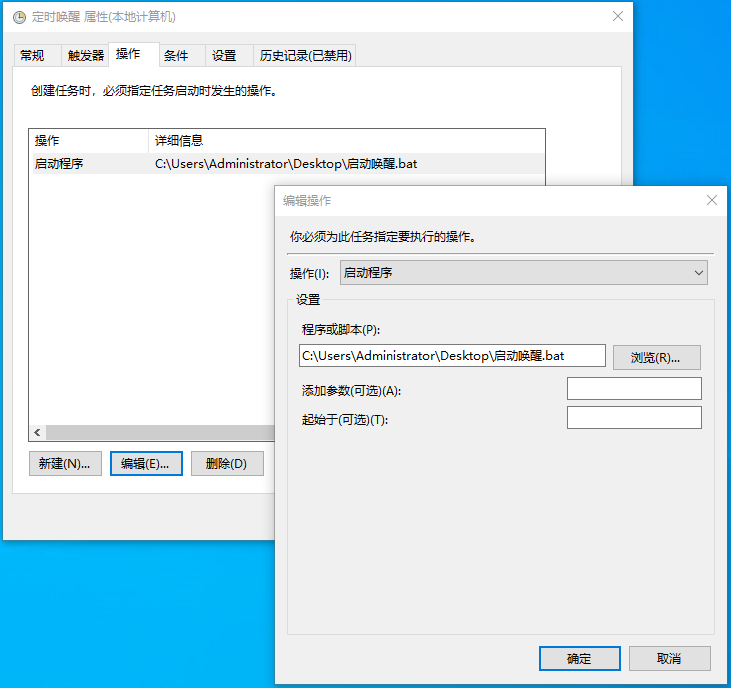 定时唤醒 属性(本地计算机)
常规 触发器 操作 条件 设置 历史记录(已禁用)
创建任务时，必须指定任务启动时发生的操作。
操作 详细信息
启动程序 C:\Users\Administrator\Desktop\启动唤醒.bat
新建(N)... 编辑(E)... 删除(D)
编辑操作
你必须为此任务指定要执行的操作。
操作(I): 启动程序
设置
程序或脚本(P):
C:\Users\Administrator\Desktop\启动唤醒.bat 浏览(R)...
添加参数(可选)(A):
起始于(可选)(T):
确定 取消